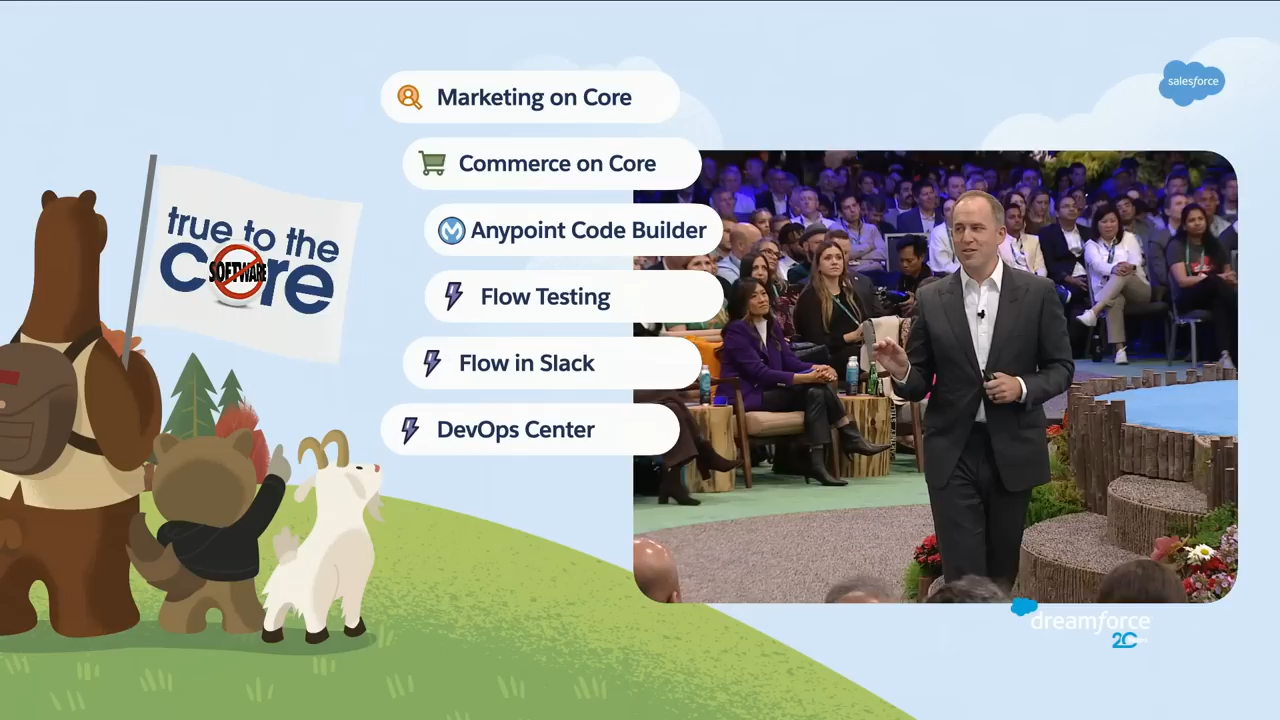 salesforce
Marketing on Core
Commerce on Core
Anypoint Code Builder
Flow Testing
Flow in Slack
DevOps Center
true to the
core
SOFTWARE
dreamforce
20